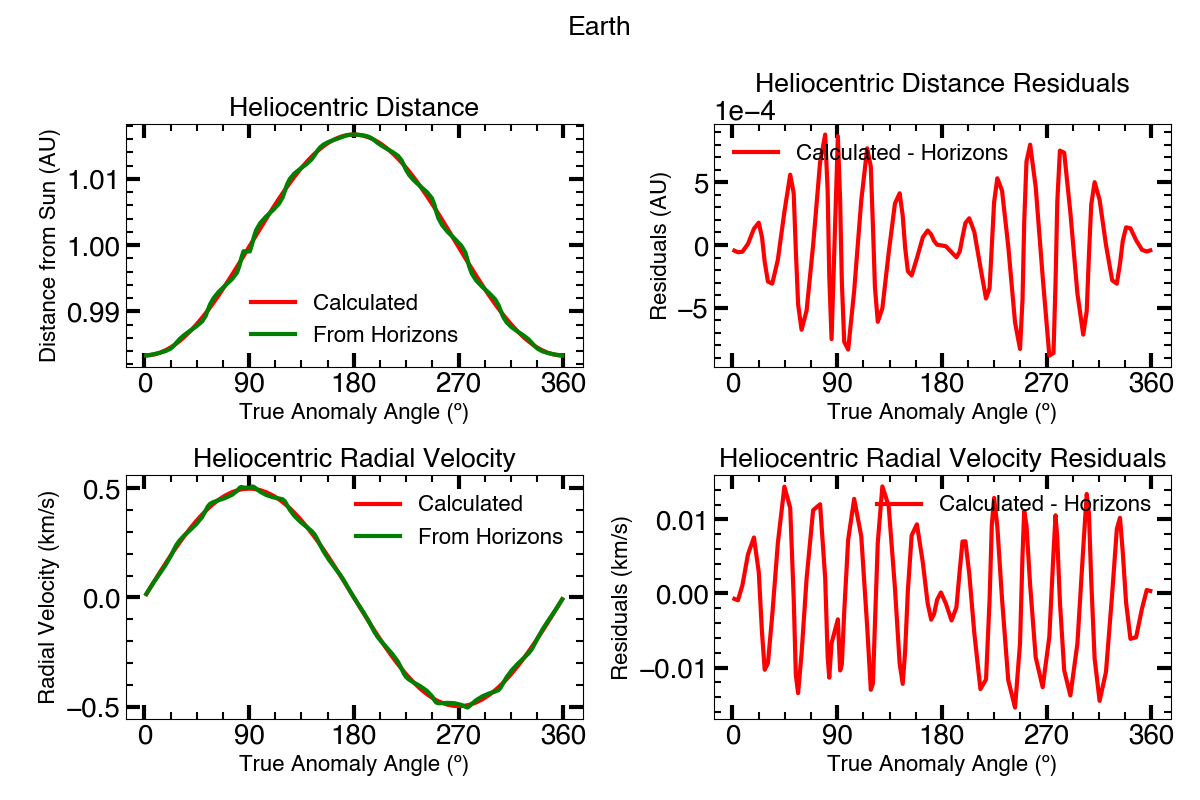 Earth
Heliocentric Distance
Distance from Sun (AU)
1.01
1.00
0.99
Calculated
From Horizons
0 90 180 270 360
True Anomaly Angle (º)
Heliocentric Distance Residuals
1e-4
Residuals (AU)
5
0
−5
Calculated - Horizons
0 90 180 270 360
True Anomaly Angle (º)
Heliocentric Radial Velocity
Radial Velocity (km/s)
0.5
0.0
−0.5
Calculated
From Horizons
0 90 180 270 360
True Anomaly Angle (º)
Heliocentric Radial Velocity Residuals
Residuals (km/s)
0.01
0.00
−0.01
Calculated - Horizons
0 90 180 270 360
True Anomaly Angle (º)